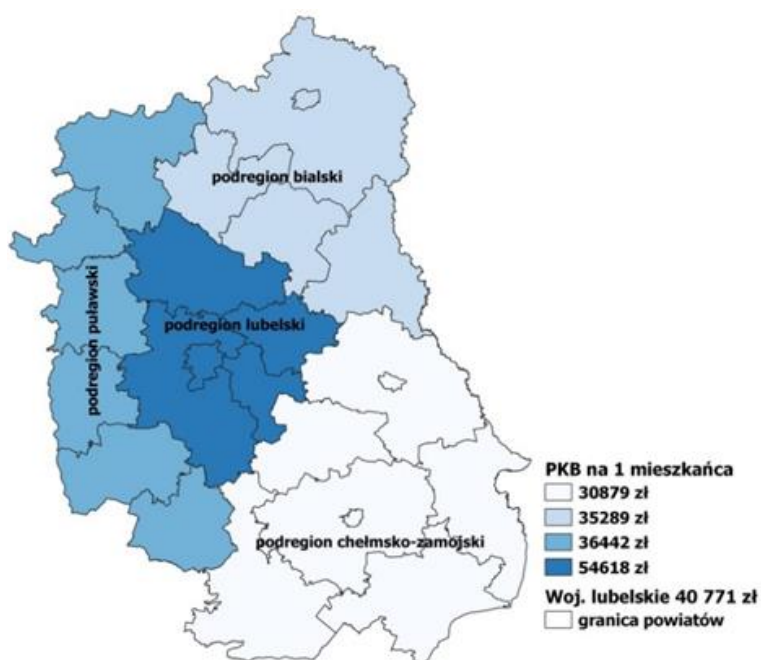 podregion bialski
podregion puławski
podregion lubelski
podregion chełmsko-zamojski
PKB na 1 mieszkańca
30879 zł
35289 zł
36442 zł
54618 zł
Woj. lubelskie 40 771 zł
granica powiatów